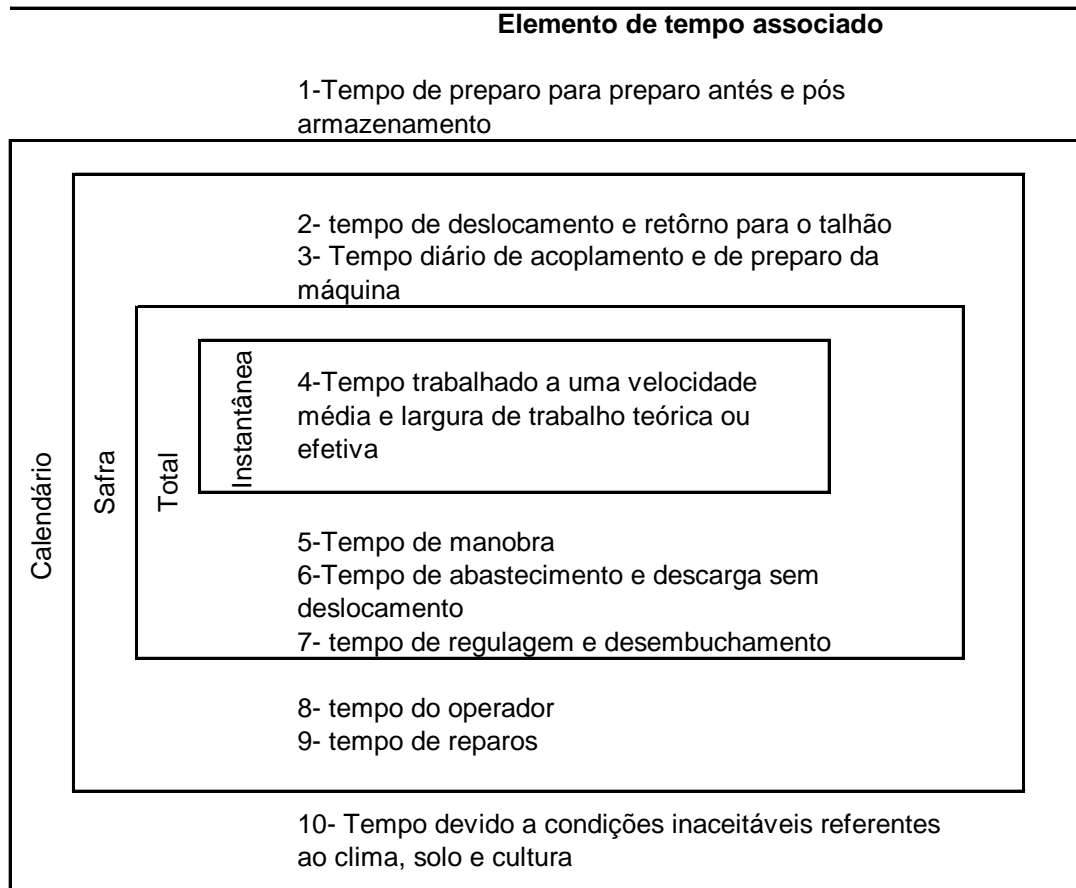 Elemento de tempo associado
1-Tempo de preparo para preparo antés e pós
armazenamento
2- tempo de deslocamento e retôrno para o talhão
3- Tempo diário de acoplamento e de preparo da
máquina
Calendário
Safra
Total
Instantânea
4-Tempo trabalhado a uma velocidade
média e largura de trabalho teórica ou
efetiva
5-Tempo de manobra
6-Tempo de abastecimento e descarga sem
deslocamento
7- tempo de regulagem e desembuchamento
8- tempo do operador
9- tempo de reparos
10- Tempo devido a condições inaceitáveis referentes
ao clima, solo e cultura